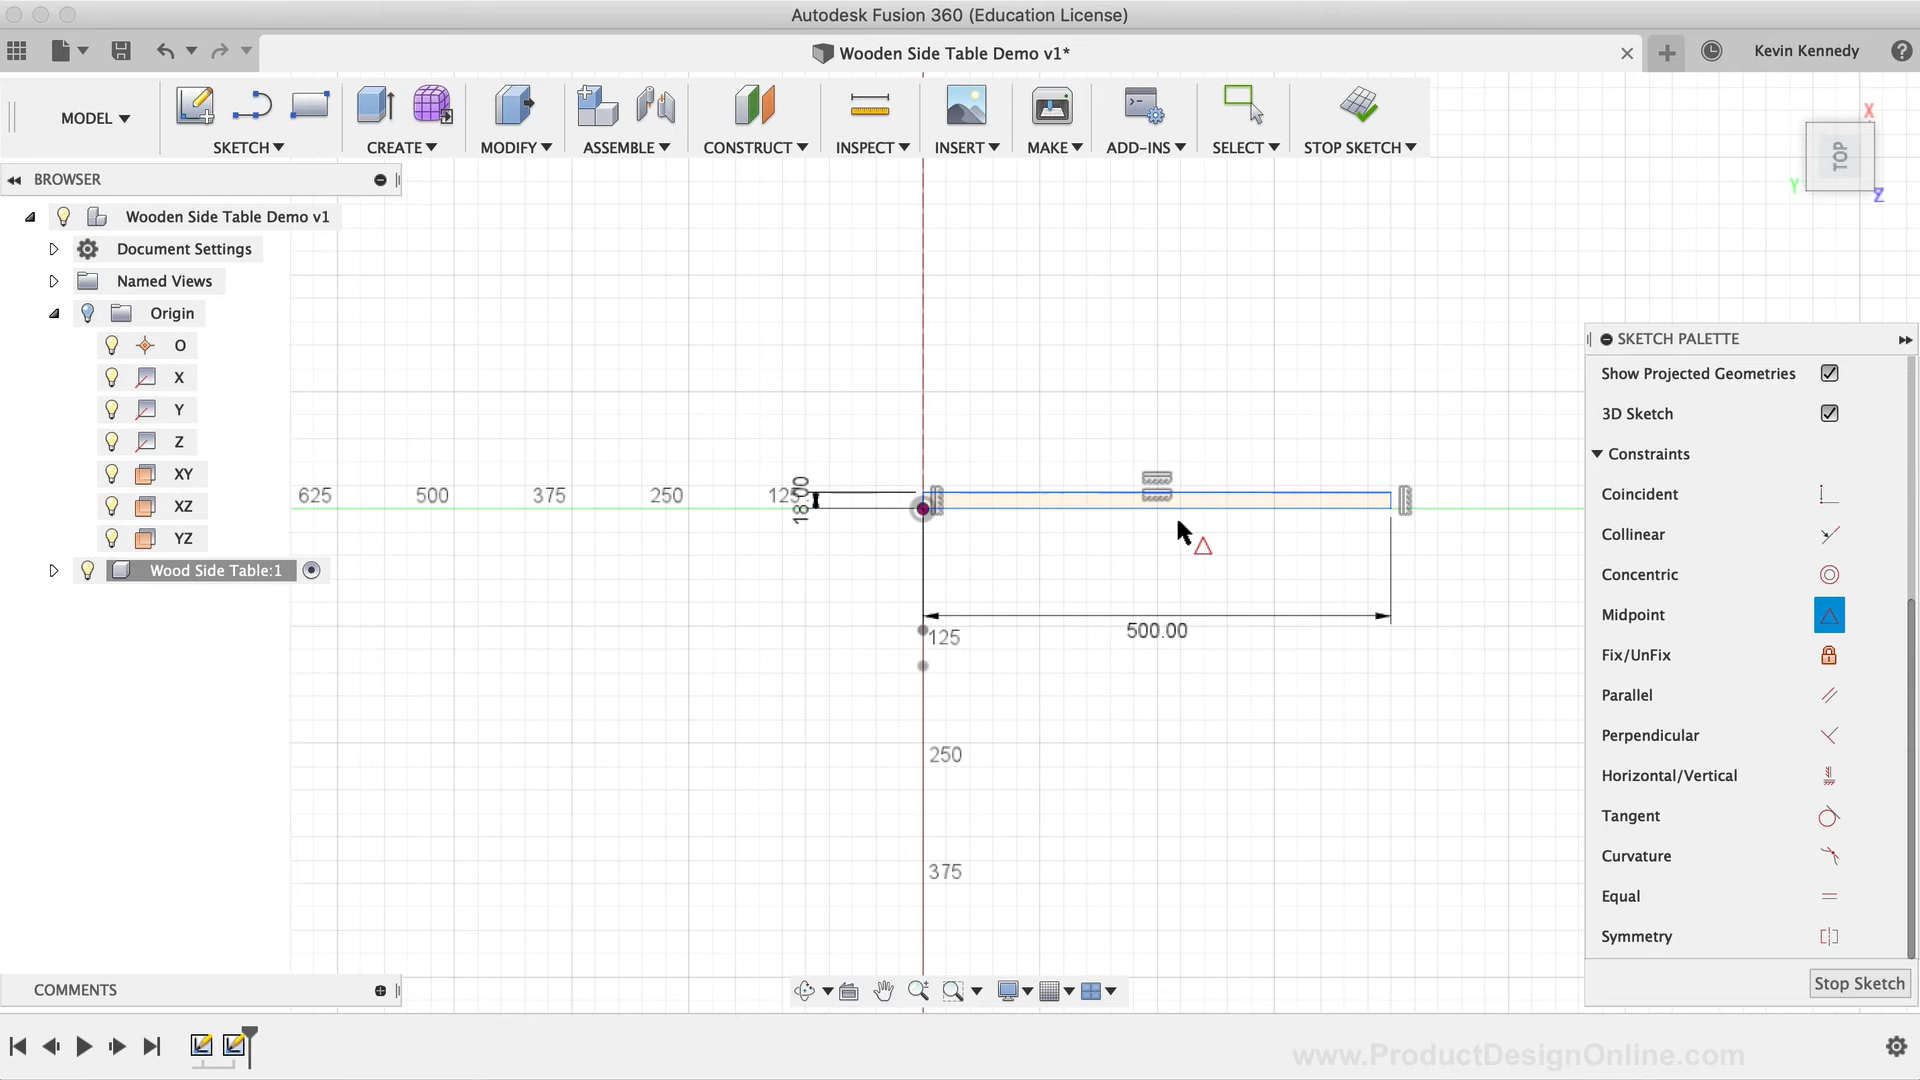 Autodesk Fusion 360 (Education License)
Wooden Side Table Demo v1*
Kevin Kennedy
MODEL
SKETCH
CREATE
MODIFY
ASSEMBLE
CONSTRUCT
INSPECT
INSERT
MAKE
ADD-INS
SELECT
STOP SKETCH
X
TOP
Y
Z
BROWSER
Wooden Side Table Demo v1
Document Settings
Named Views
Origin
O
X
Y
Z
XY
XZ
YZ
Wood Side Table:1
625
500
375
250
125
18.00
500.00
125
250
375
SKETCH PALETTE
Show Projected Geometries
3D Sketch
Constraints
Coincident
Collinear
Concentric
Midpoint
Fix/UnFix
Parallel
Perpendicular
Horizontal/Vertical
Tangent
Curvature
Equal
Symmetry
Stop Sketch
COMMENTS
www.ProductDesignOnline.com